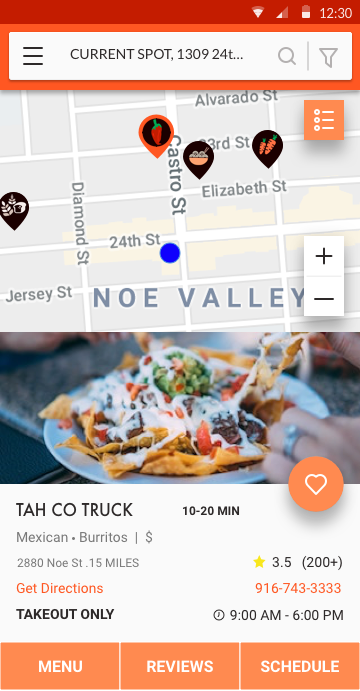 12:30
CURRENT SPOT, 1309 24t...
Alvarado St
23rd St
Castro St
Elizabeth St
Diamond St
24th St
Jersey St
NOE VALLEY
TAH CO TRUCK
10-20 MIN
Mexican • Burritos | $
2880 Noe St .15 MILES
3.5 (200+)
Get Directions
916-743-3333
TAKEOUT ONLY
9:00 AM - 6:00 PM
MENU
REVIEWS
SCHEDULE